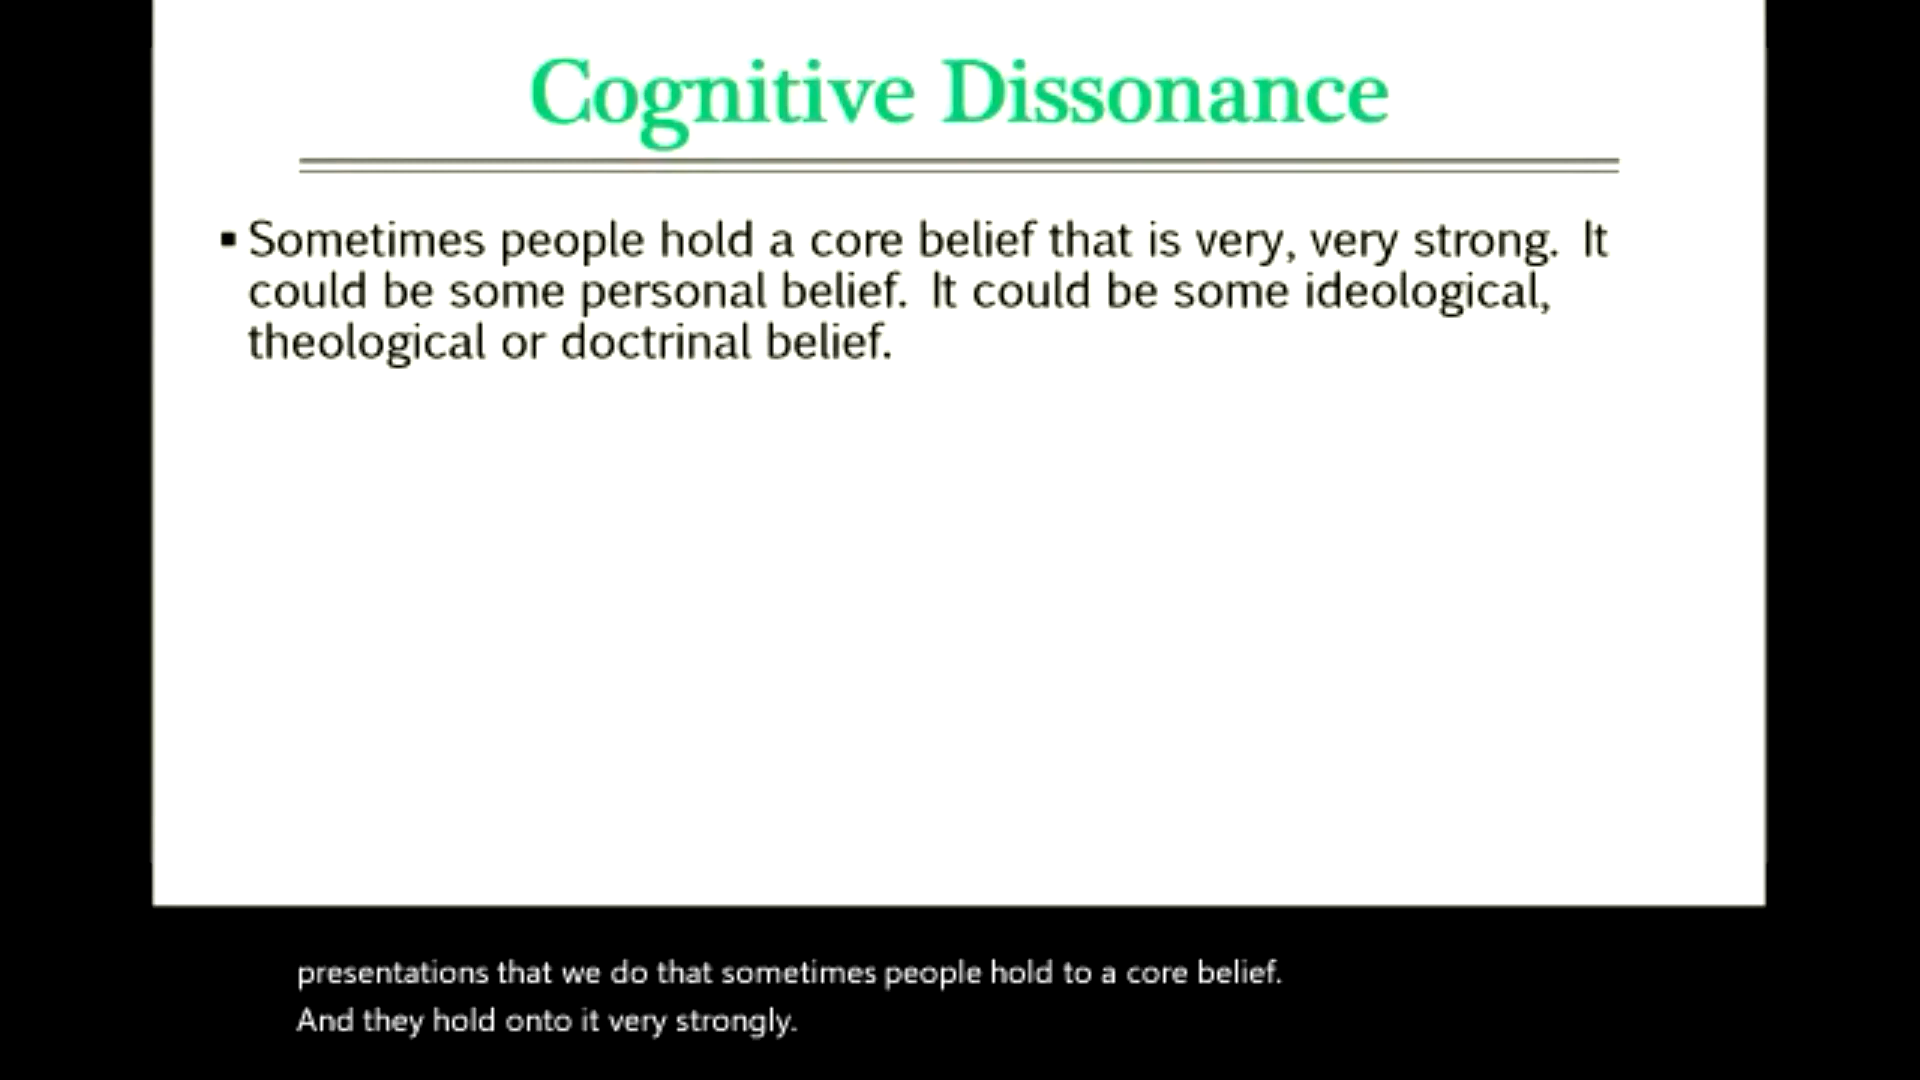 Cognitive Dissonance
▪ Sometimes people hold a core belief that is very, very strong. It
could be some personal belief. It could be some ideological,
theological or doctrinal belief.
presentations that we do that sometimes people hold to a core belief.
And they hold onto it very strongly.